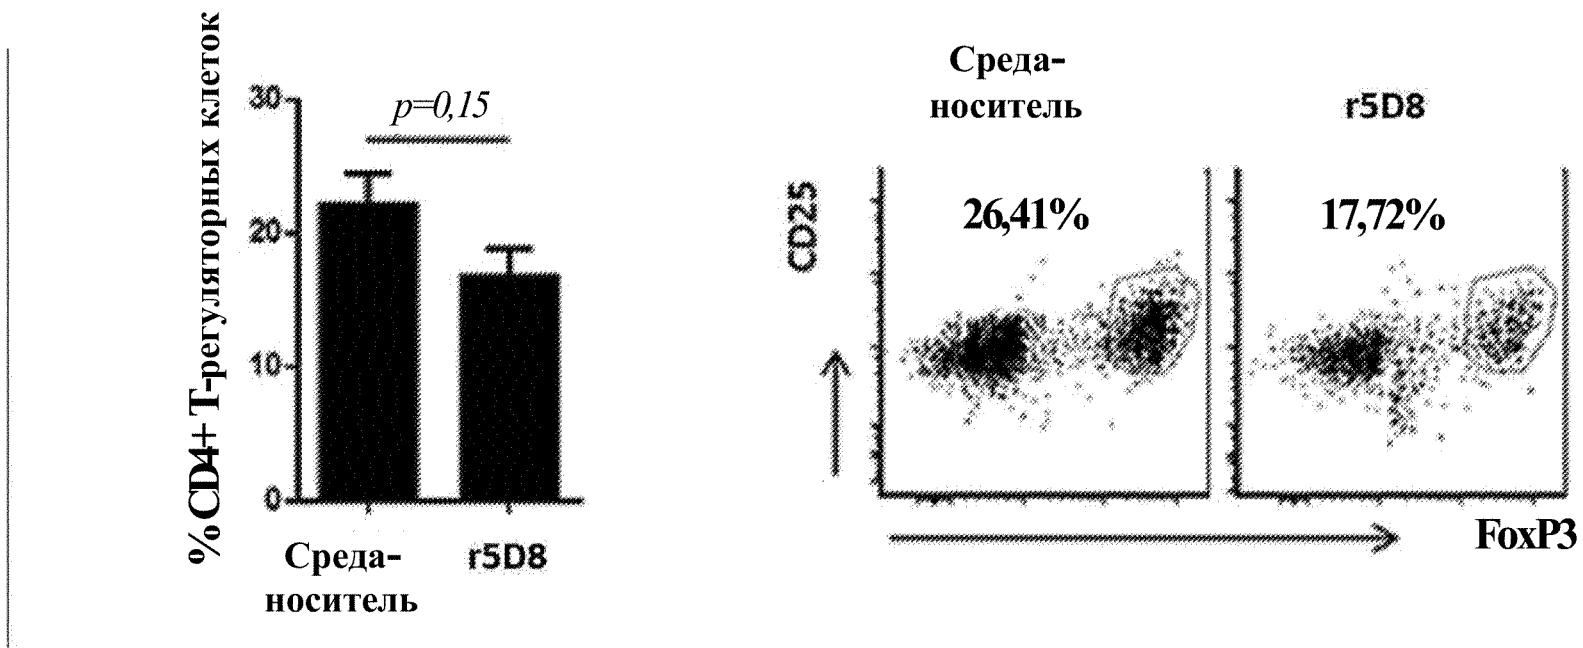 %CD4+ Т-регуляторных клеток
30
20
10
0
p=0,15
Среда-
носитель
r5D8
Среда-
носитель
r5D8
CD25
26,41%
17,72%
FoxP3